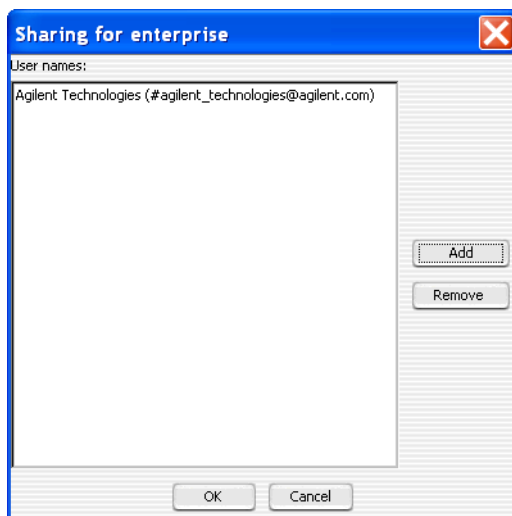 Sharing for enterprise
User names:
Agilent Technologies (#agilent_technologies@agilent.com)
Add
Remove
OK
Cancel